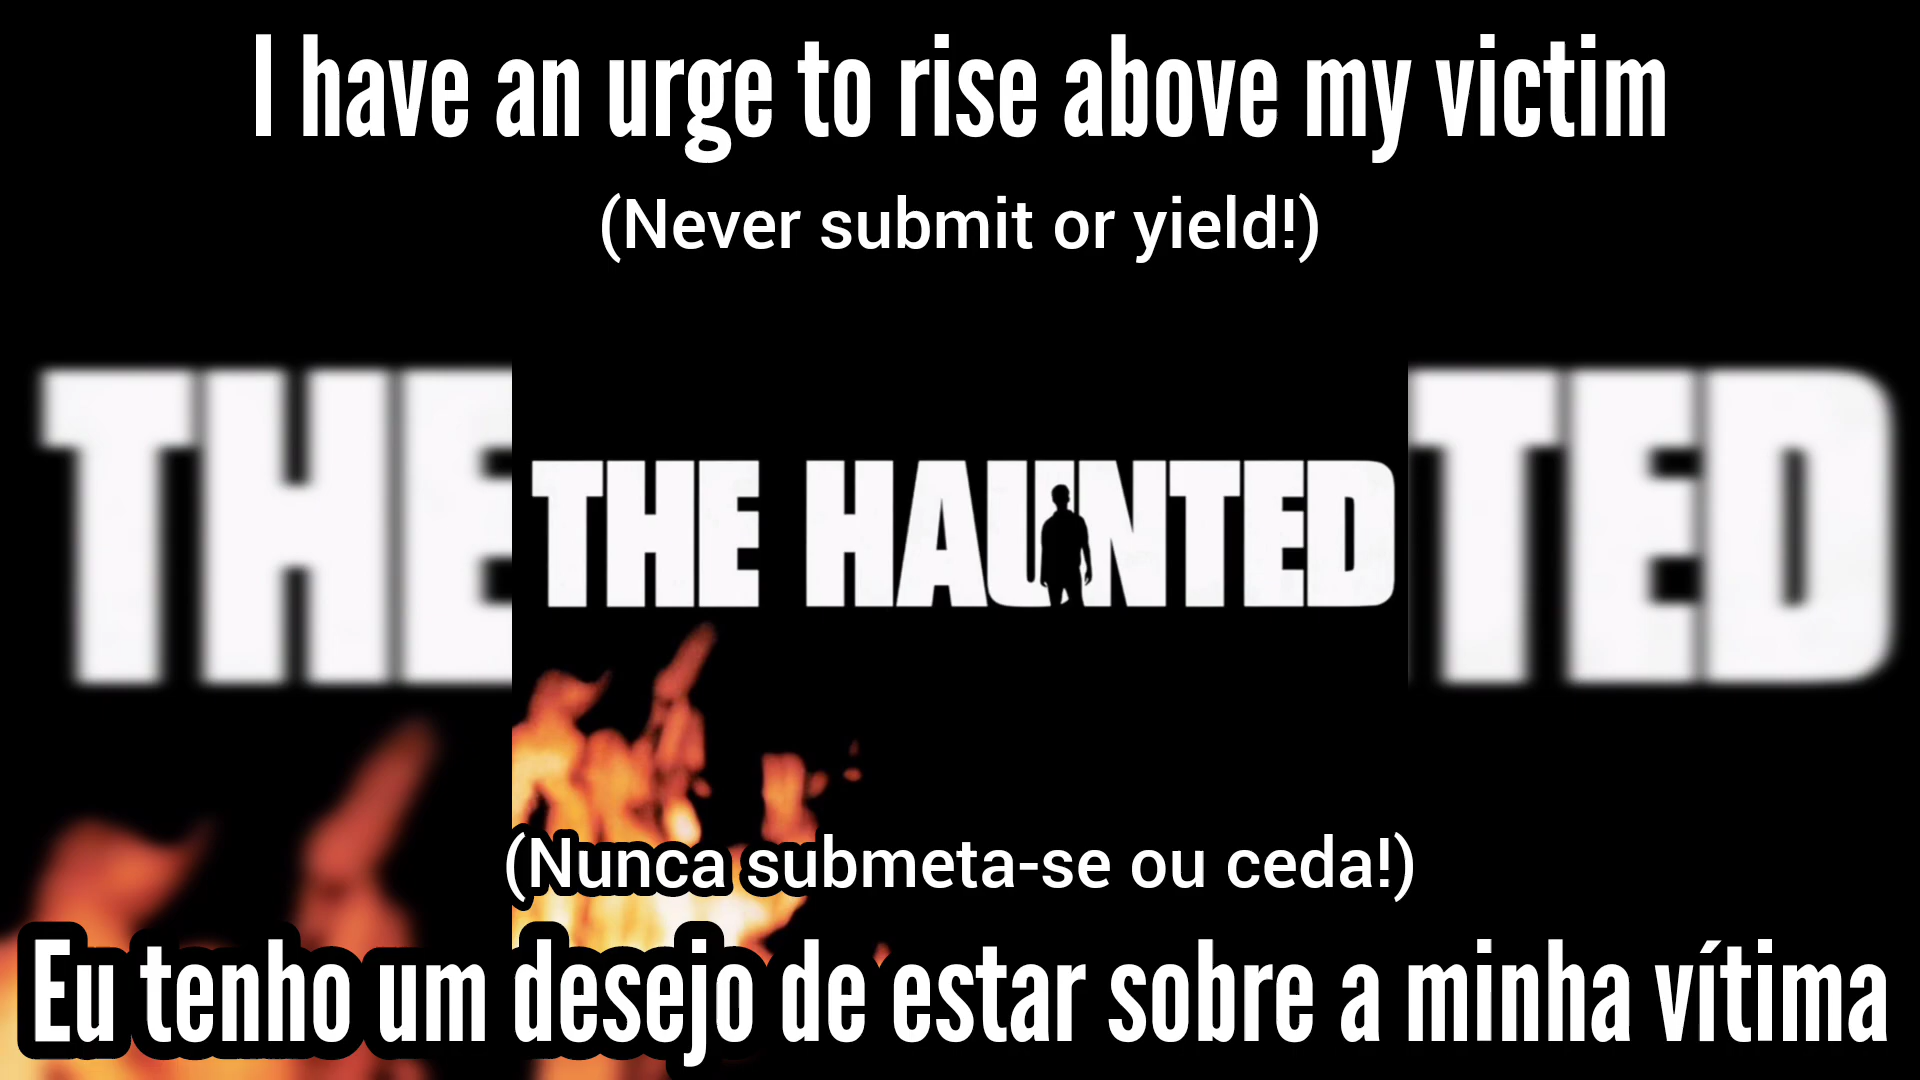 I have an urge to rise above my victim
(Never submit or yield!)
THE TED
THE HAUNTED
(Nunca submeta-se ou ceda!)
Eu tenho um desejo de estar sobre a minha vítima